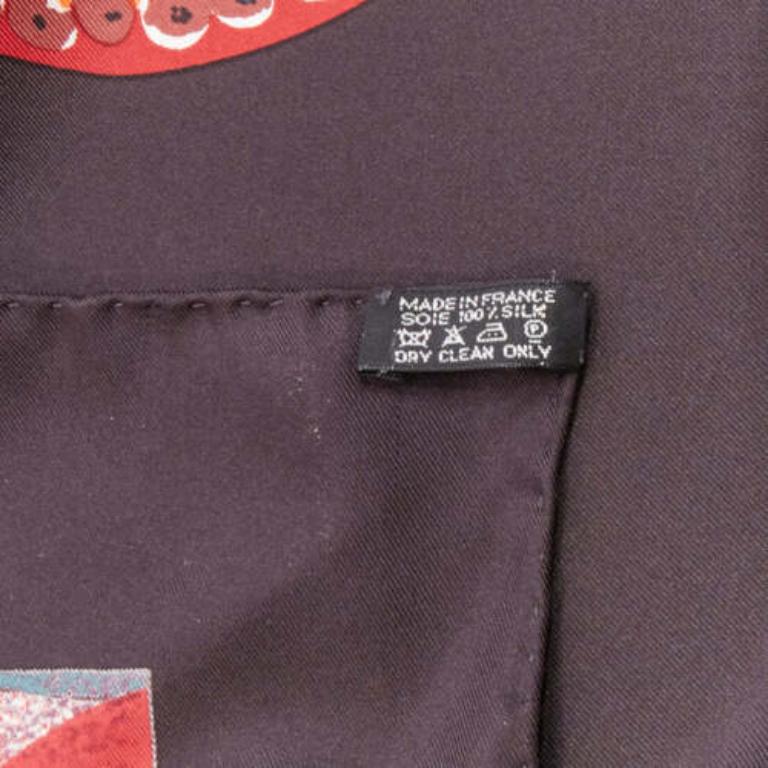 MADE IN FRANCE
SOIE 100% SILK
P
DRY CLEAN ONLY